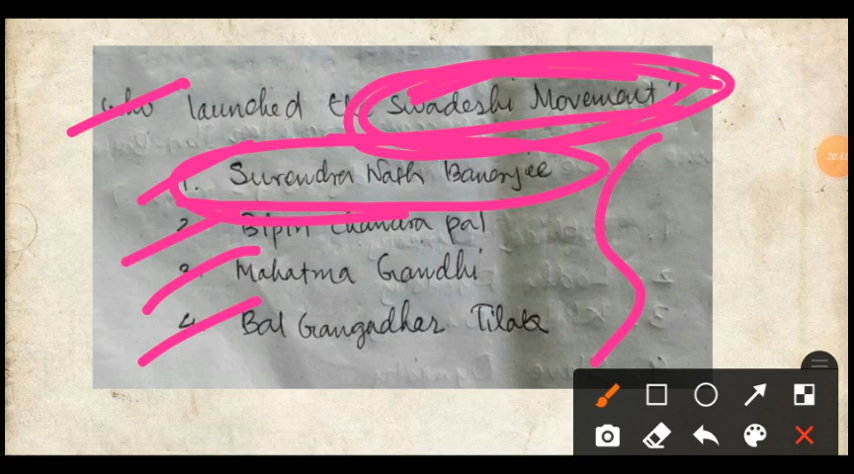 Who launched the Swadeshi Movement?
1. Surendra Nath Banerjee
2. Bipin Chandra pal
3. Mahatma Gandhi
4. Bal Gangadhar Tilak